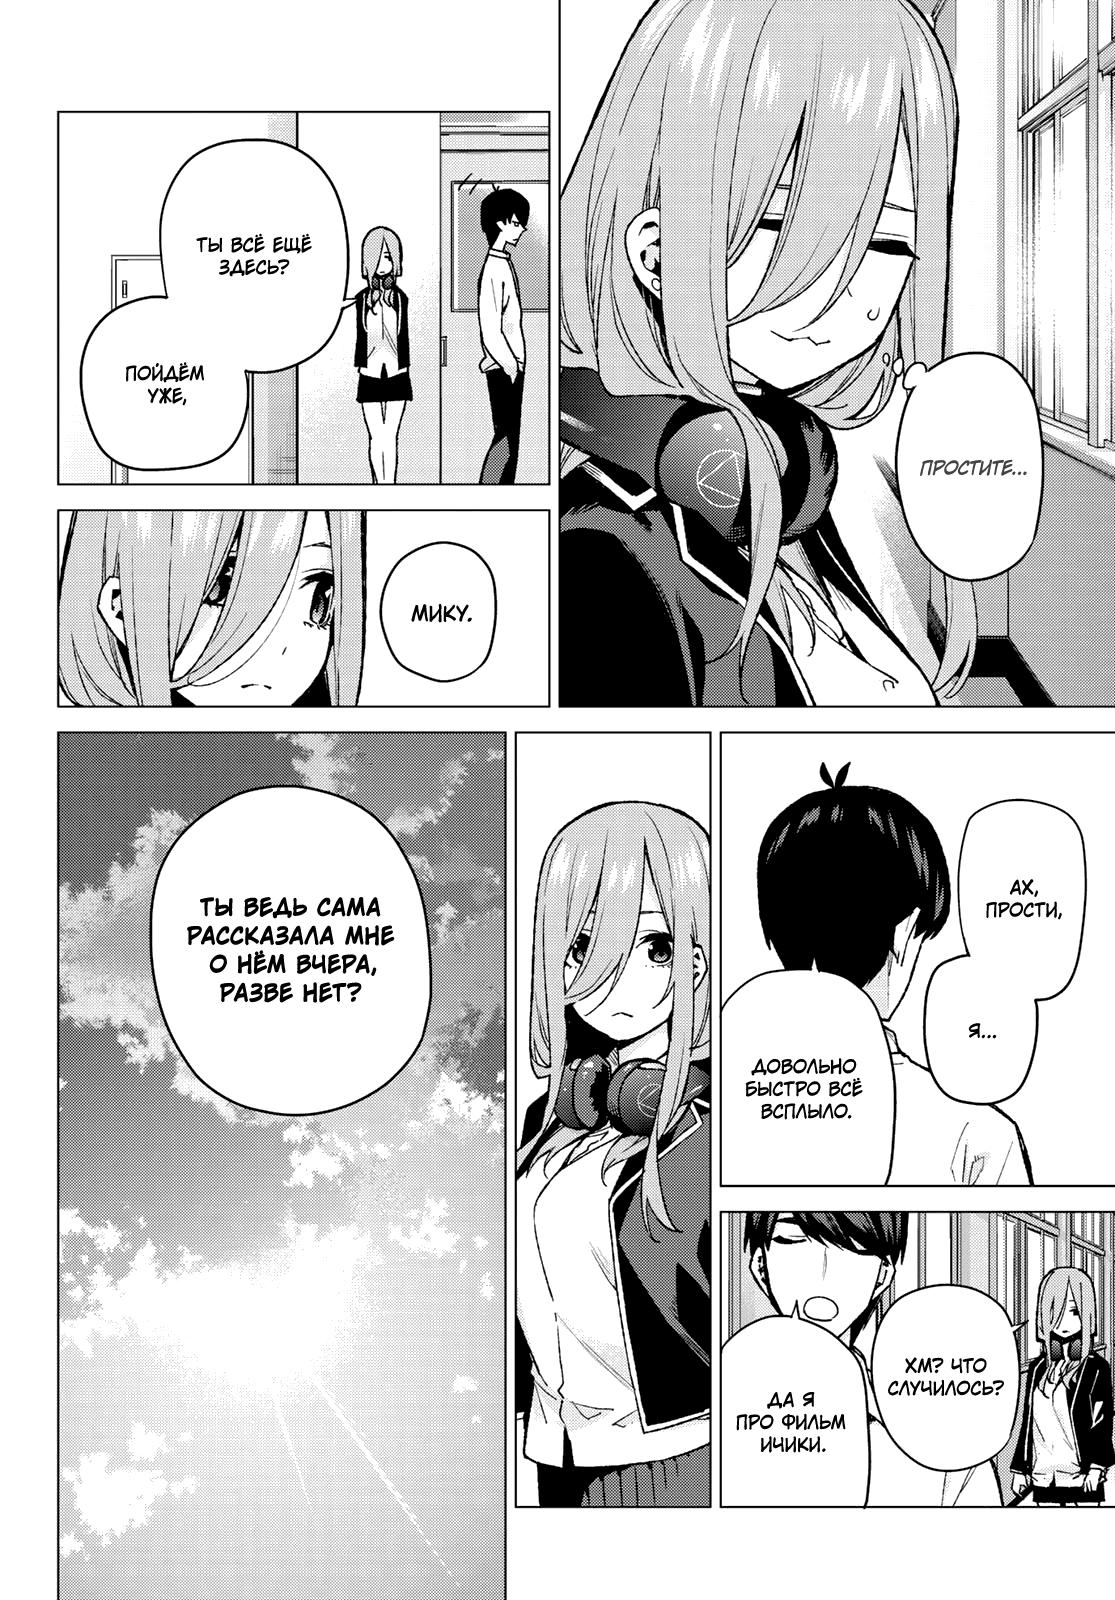 ПРОСТИТЕ...
ТЫ ВСЁ ЕЩЁ
ЗДЕСЬ?
ПОЙДЁМ
УЖЕ,
МИКУ.
АХ,
ПРОСТИ,
Я...
ДОВОЛЬНО
БЫСТРО ВСЁ
ВСПЛЫЛО.
ХМ? ЧТО
СЛУЧИЛОСЬ?
ДА Я
ПРО ФИЛЬМ
ИЧИКИ.
ТЫ ВЕДЬ САМА
РАССКАЗАЛА МНЕ
О НЁМ ВЧЕРА,
РАЗВЕ НЕТ?